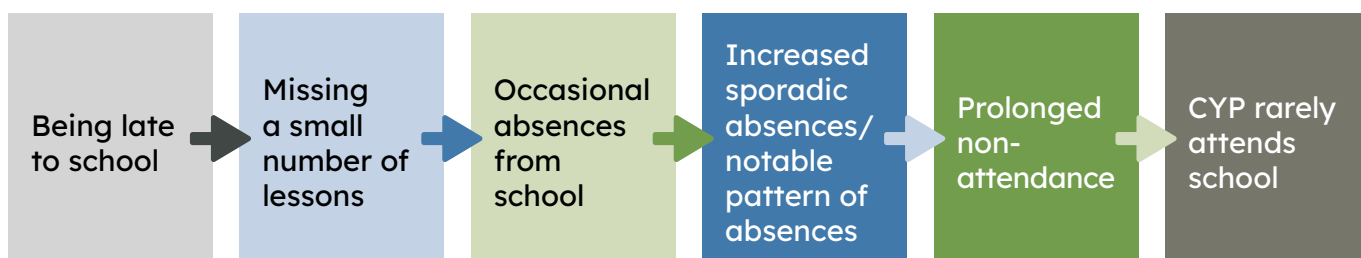 Being late
to school
Missing
a small
number of
lessons
Occasional
absences
from
school
Increased
sporadic
absences/
notable
pattern of
absences
Prolonged
non-
attendance
CYP rarely
attends
school